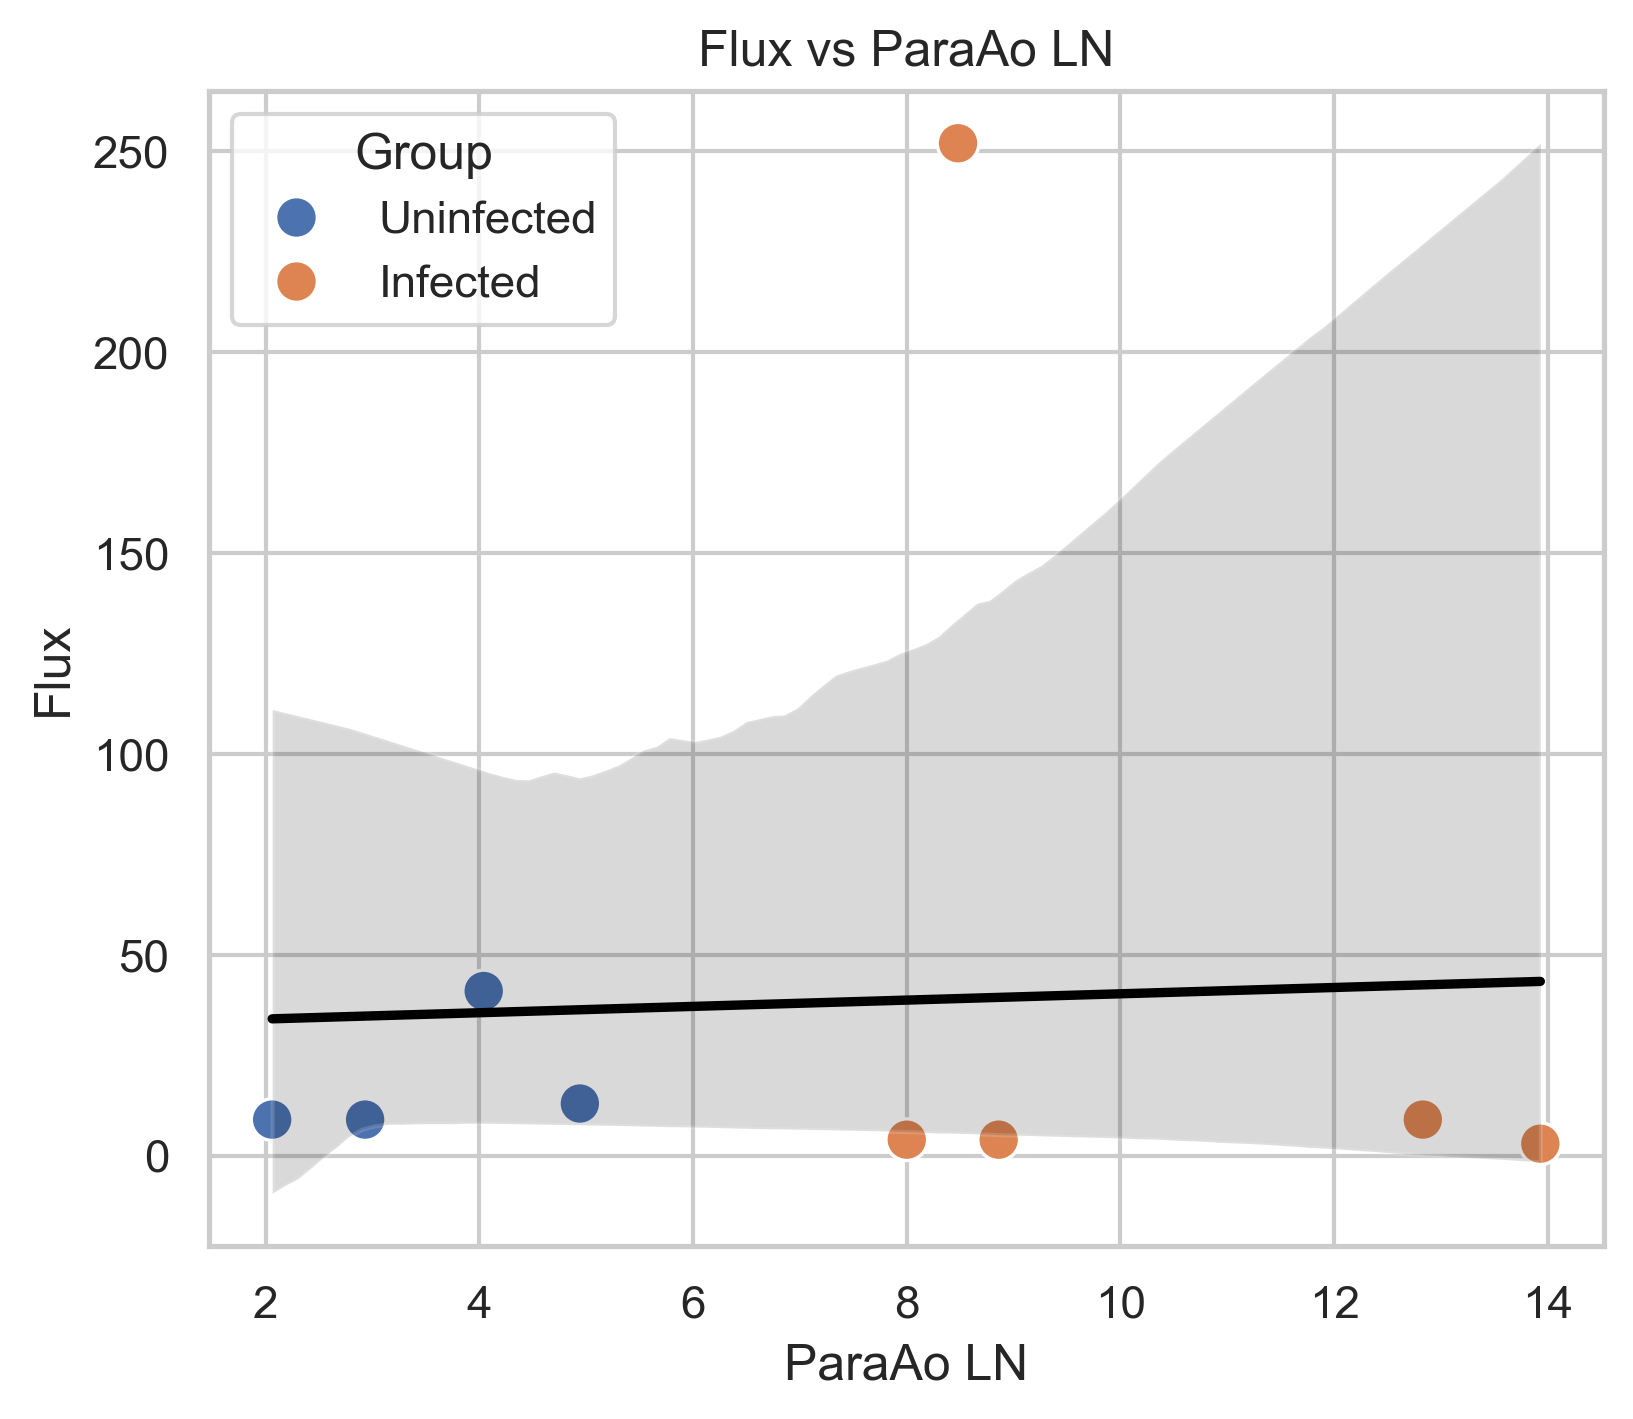 Flux vs ParaAo LN
Group
Uninfected
Infected
250
200
150
100
50
0
Flux
2 4 6 8 10 12 14
ParaAo LN